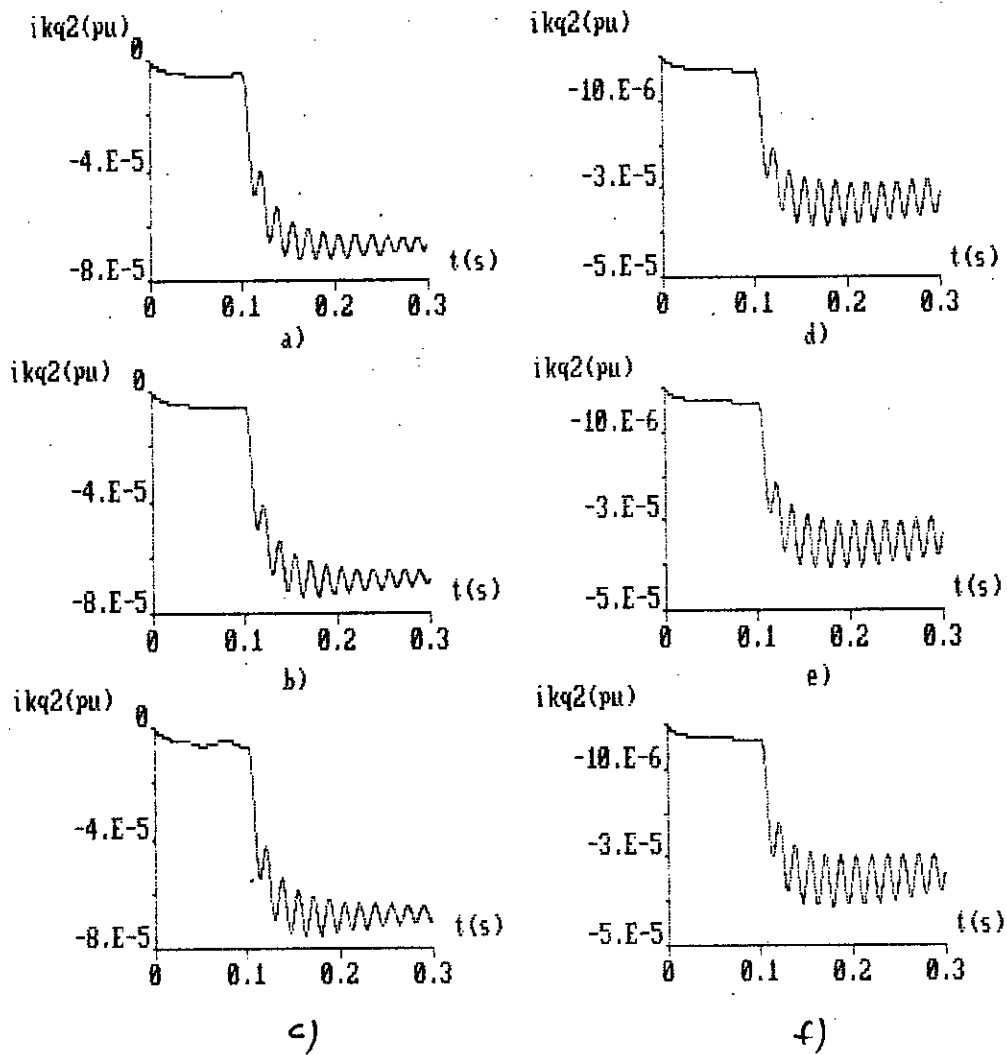 ikq2(pu)
0
-4.E-5
-8.E-5
t(s)
0 0.1 0.2 0.3
a)
ikq2(pu)
-10.E-6
-3.E-5
-5.E-5
t(s)
0 0.1 0.2 0.3
d)
ikq2(pu)
0
-4.E-5
-8.E-5
t(s)
0 0.1 0.2 0.3
b)
ikq2(pu)
-10.E-6
-3.E-5
-5.E-5
t(s)
0 0.1 0.2 0.3
e)
ikq2(pu)
0
-4.E-5
-8.E-5
t(s)
0 0.1 0.2 0.3
c)
ikq2(pu)
-10.E-6
-3.E-5
-5.E-5
t(s)
0 0.1 0.2 0.3
f)